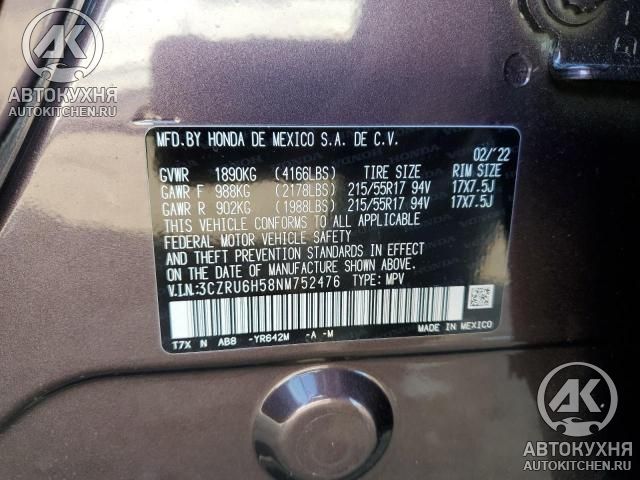 АВТОКУХНЯ
AUTOKITCHEN.RU
MFD.BY HONDA DE MEXICO S.A. DE C.V.
02/'22
GVWR 1890KG (4166LBS) TIRE SIZE RIM SIZE
GAWR F 988KG (2178LBS) 215/55R17 94V 17X7.5J
GAWR R 902KG (1988LBS) 215/55R17 94V 17X7.5J
THIS VEHICLE CONFORMS TO ALL APPLICABLE
FEDERAL MOTOR VEHICLE SAFETY
AND THEFT PREVENTION STANDARDS IN EFFECT
ON THE DATE OF MANUFACTURE SHOWN ABOVE.
V.I.N:3CZRU6H58NM752476 TYPE: MPV
T7X N AB8 -YR642M -A -M MADE IN MEXICO
АВТОКУХНЯ
AUTOKITCHEN.RU